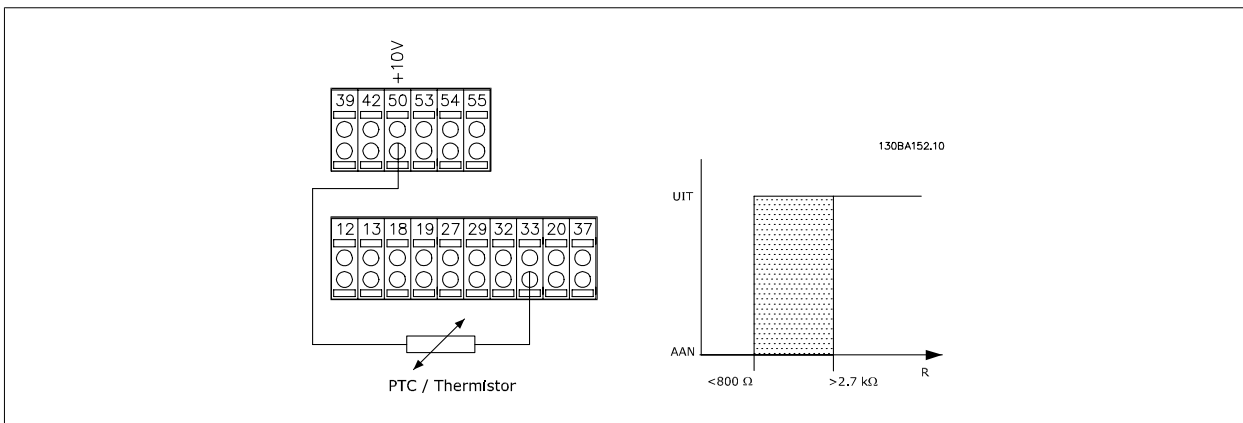 +10V
39 42 50 53 54 55
130BA152.10
UIT
12 13 18 19 27 29 32 33 20 37
AAN
R
<800 Ω
>2.7 kΩ
PTC / Thermistor